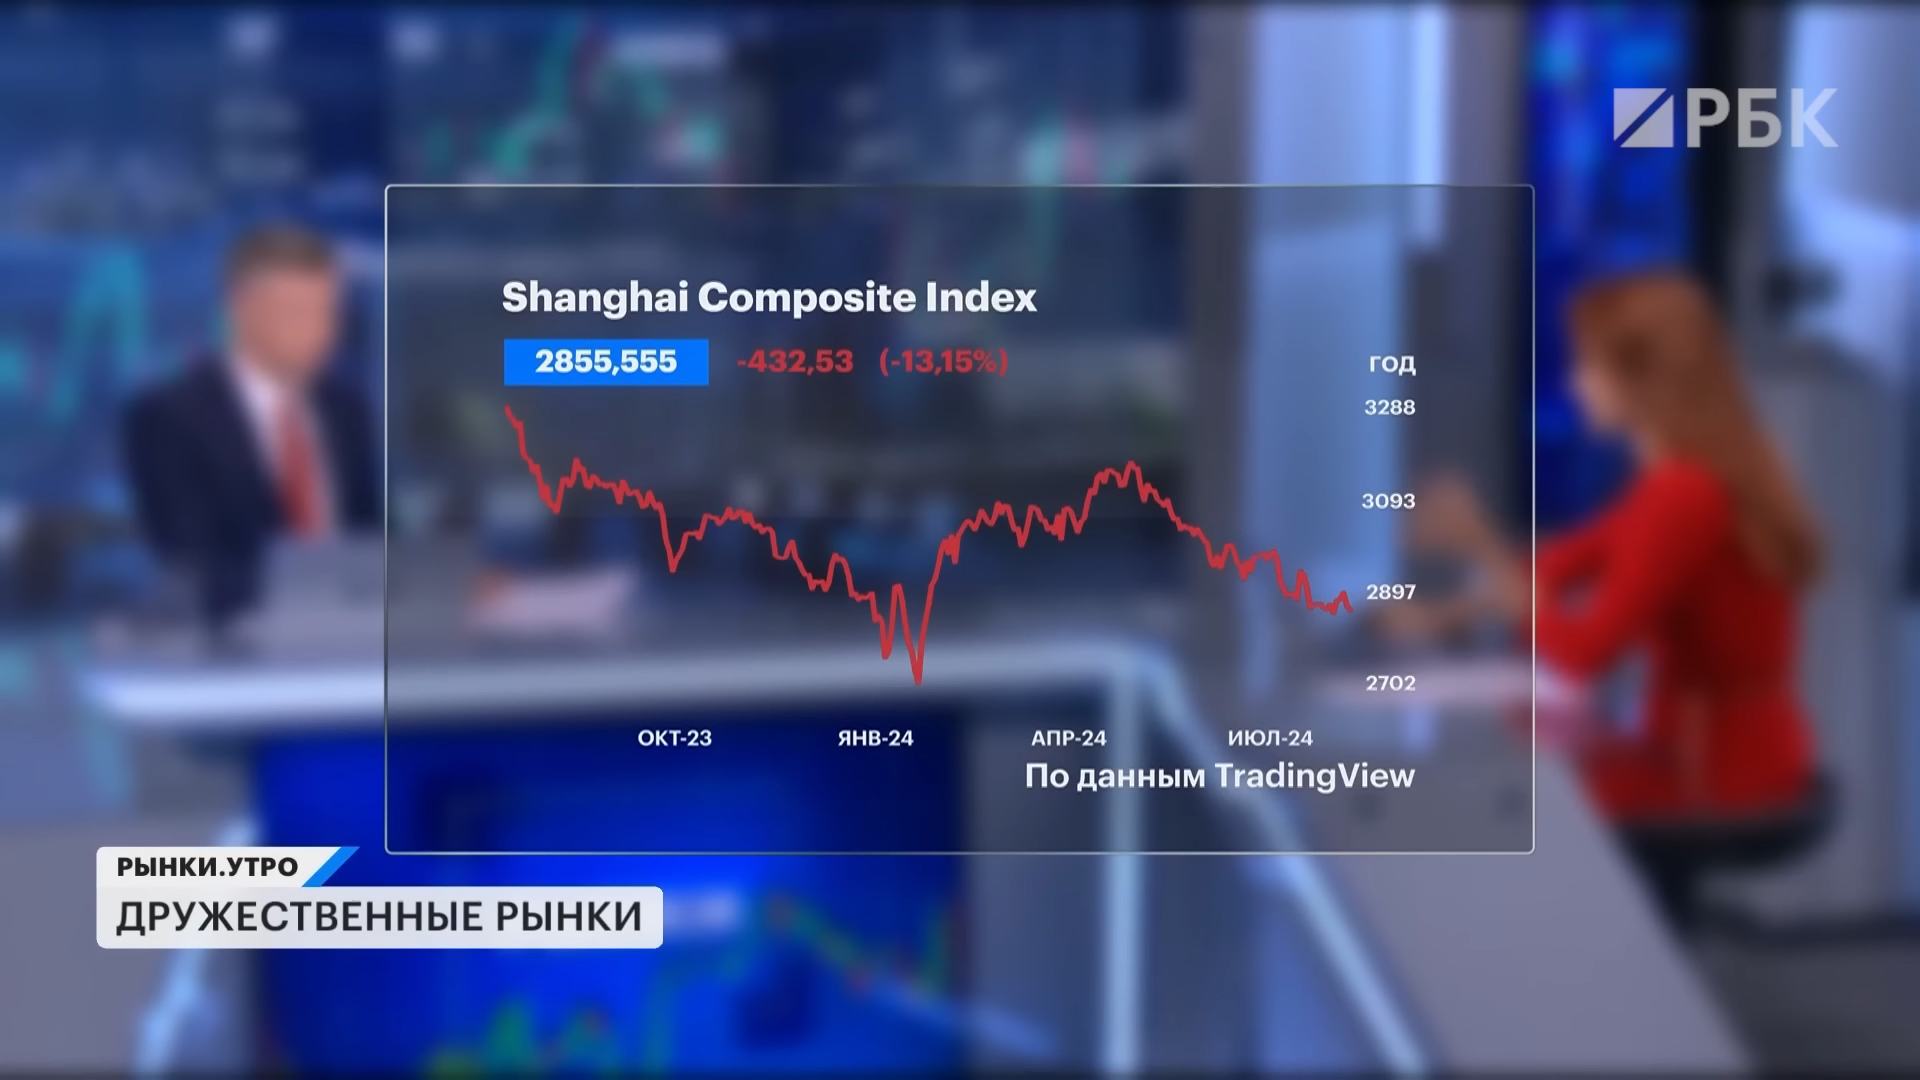 РБК
Shanghai Composite Index
2855,555 -432,53 (-13,15%)
ГОД
3288
3093
2897
2702
ОКТ-23 ЯНВ-24 АПР-24 ИЮЛ-24
По данным TradingView
РЫНКИ.УТРО
ДРУЖЕСТВЕННЫЕ РЫНКИ